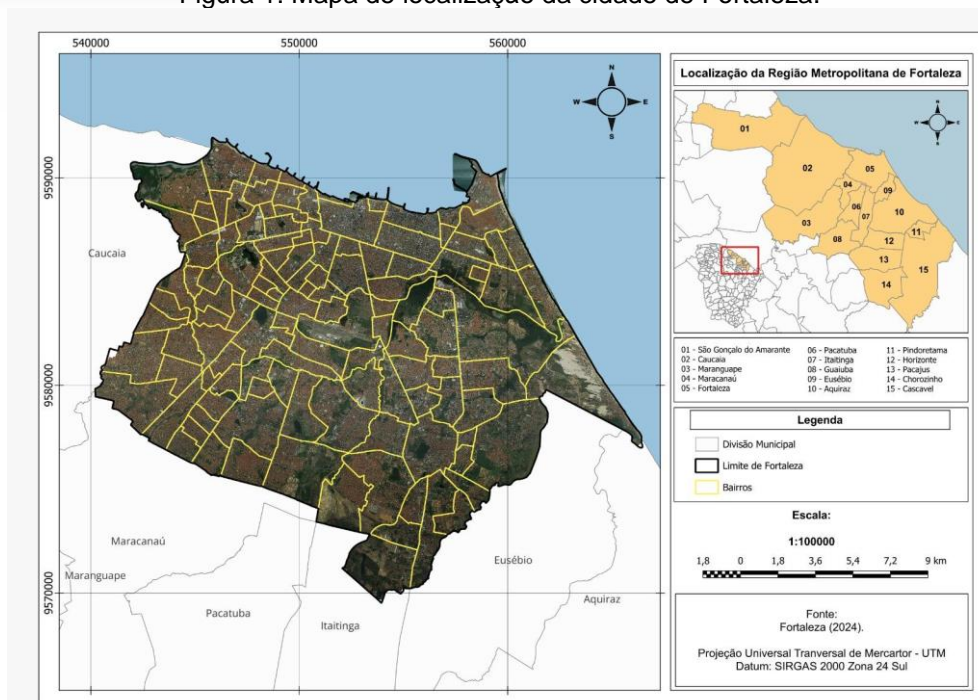 Figura 1: Mapa de localização da cidade de Fortaleza.
540000
550000
560000
9590000
9580000
9570000
N
W
E
S
Caucaia
Maracanaú
Maranguape
Pacatuba
Itaitinga
Eusébio
Aquiraz
Localização da Região Metropolitana de Fortaleza
N
W
E
S
01
02
03
04
05
06
07
08
09
10
11
12
13
14
15
01 - São Gonçalo do Amarante
02 - Caucaia
03 - Maranguape
04 - Maracanaú
05 - Fortaleza
06 - Pacatuba
07 - Itaitinga
08 - Guaiuba
09 - Eusébio
10 - Aquiraz
11 - Pindoretama
12 - Horizonte
13 - Pacajus
14 - Chorozinho
15 - Cascavel
Legenda
Divisão Municipal
Limite de Fortaleza
Bairros
Escala:
1:100000
1,8 0 1,8 3,6 5,4 7,2 9 km
Fonte:
Fortaleza (2024).
Projeção Universal Tranversal de Mercartor - UTM
Datum: SIRGAS 2000 Zona 24 Sul